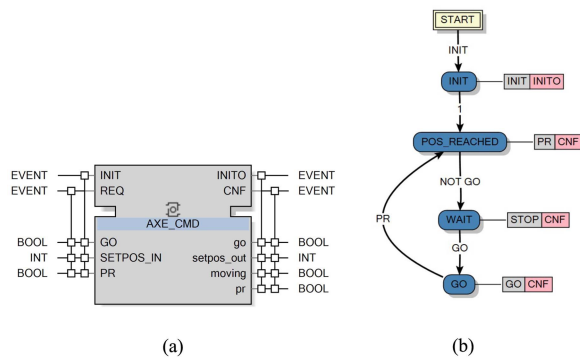 EVENT INIT INITO EVENT
EVENT REQ CNF EVENT
AXE_CMD
BOOL GO go BOOL
INT SETPOS_IN setpos_out INT
BOOL PR moving BOOL
pr BOOL
(a)
START
INIT
INIT INIT INITO
1
POS_REACHED PR CNF
NOT GO
PR
WAIT STOP CNF
GO
GO GO CNF
(b)